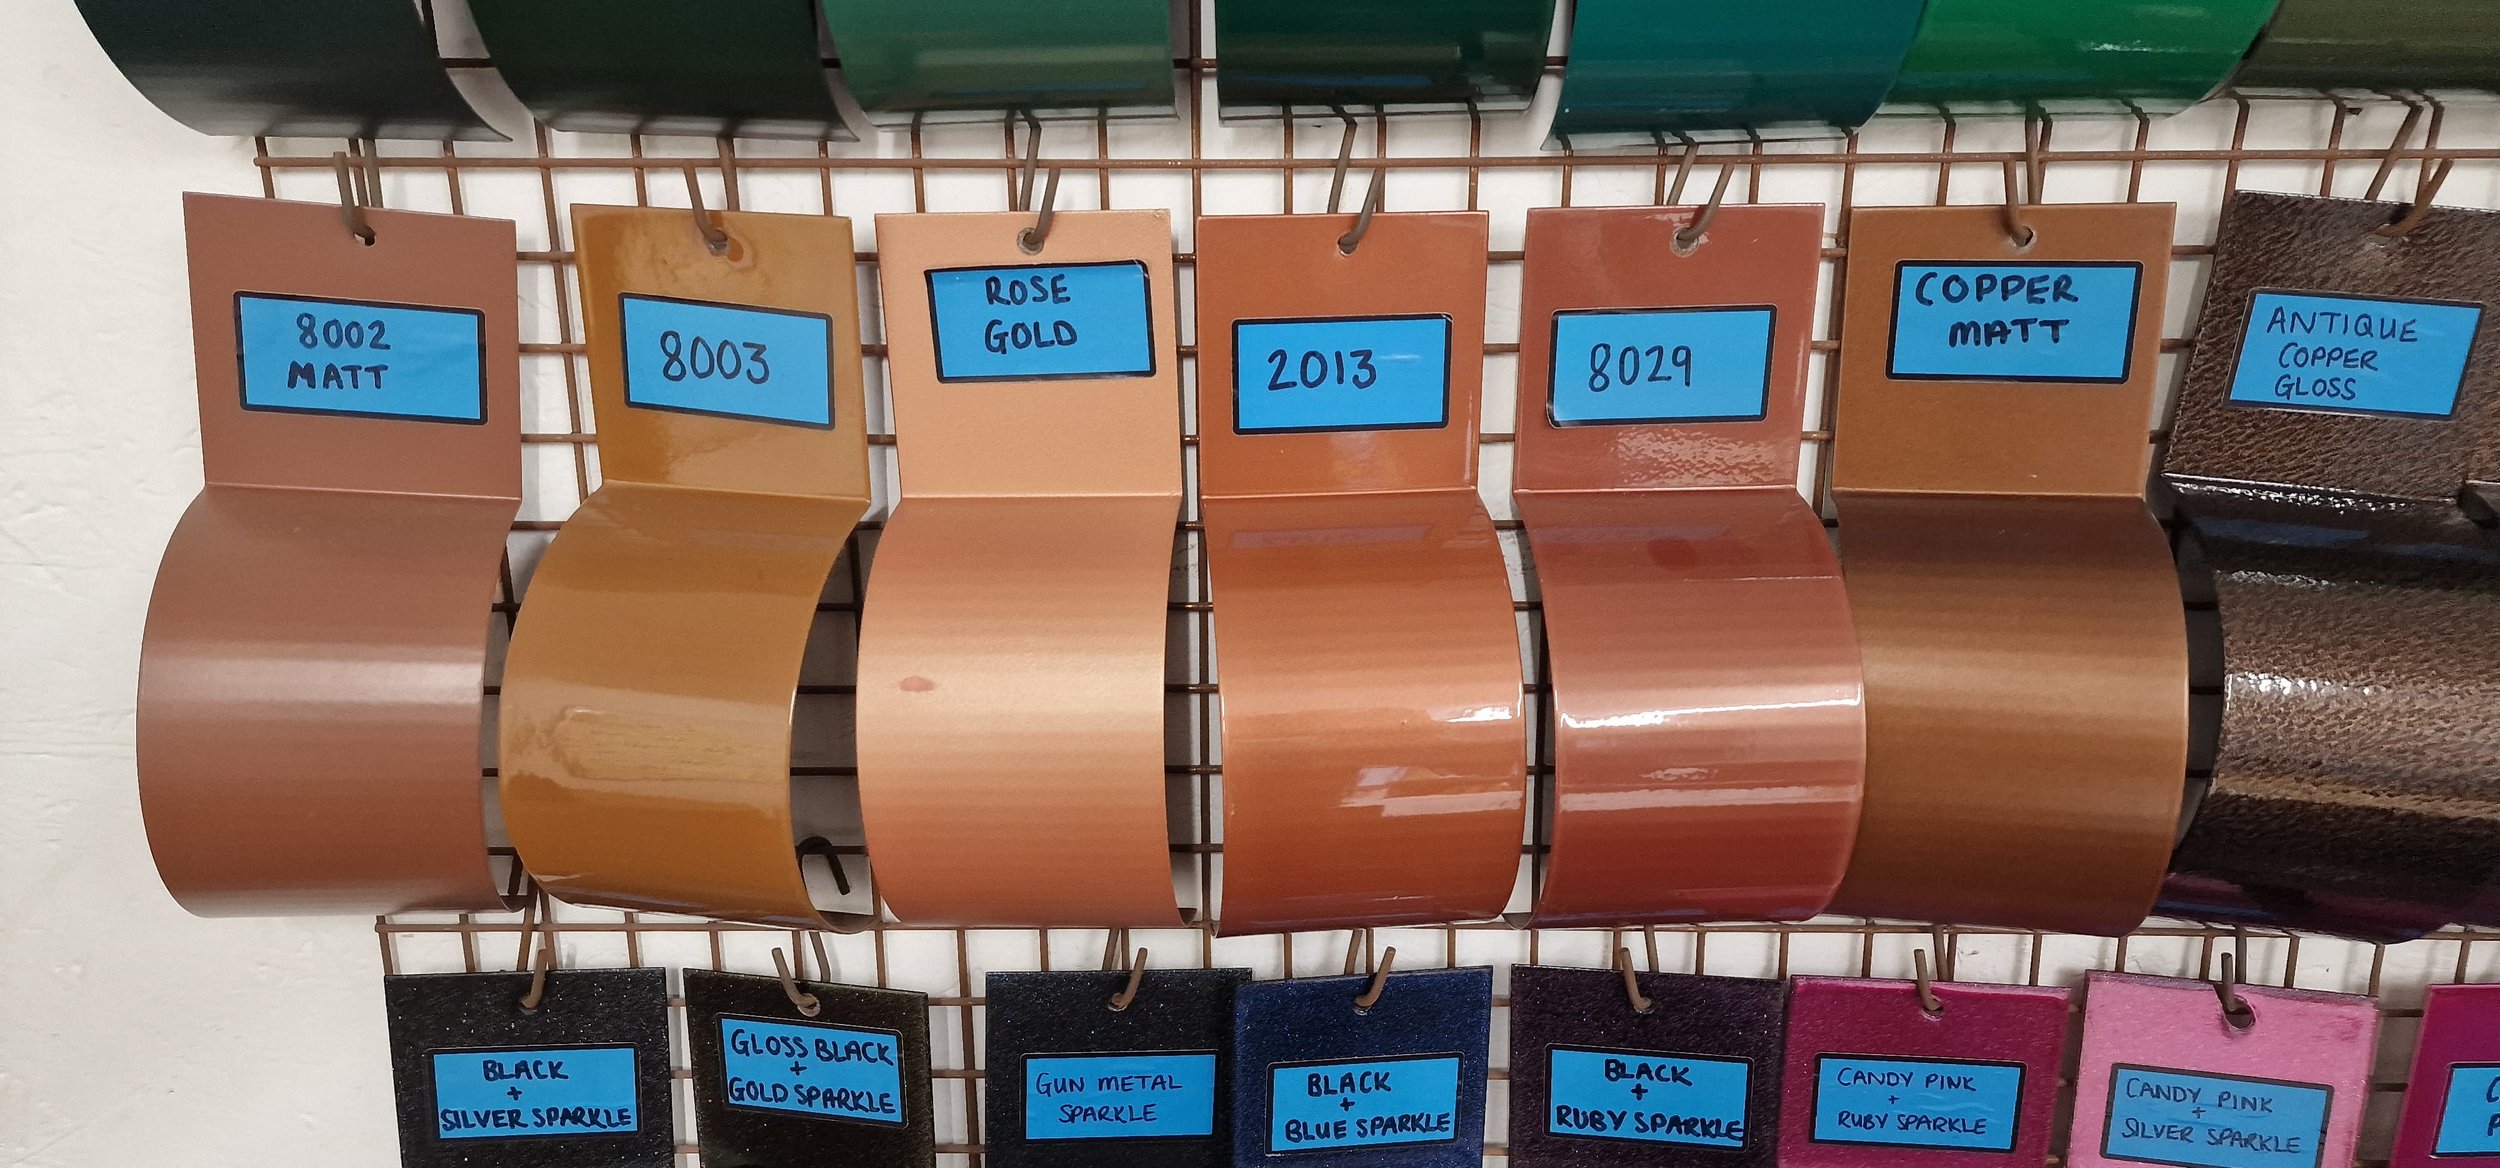 8002
MATT
8003
ROSE
GOLD
2013
8029
COPPER
MATT
ANTIQUE
COPPER
GLOSS
BLACK
+
SILVER SPARKLE
GLOSS BLACK
+
GOLD SPARKLE
GUN METAL
SPARKLE
BLACK
+
BLUE SPARKLE
BLACK
+
RUBY SPARKLE
CANDY PINK
+
RUBY SPARKLE
CANDY PINK
+
SILVER SPARKLE